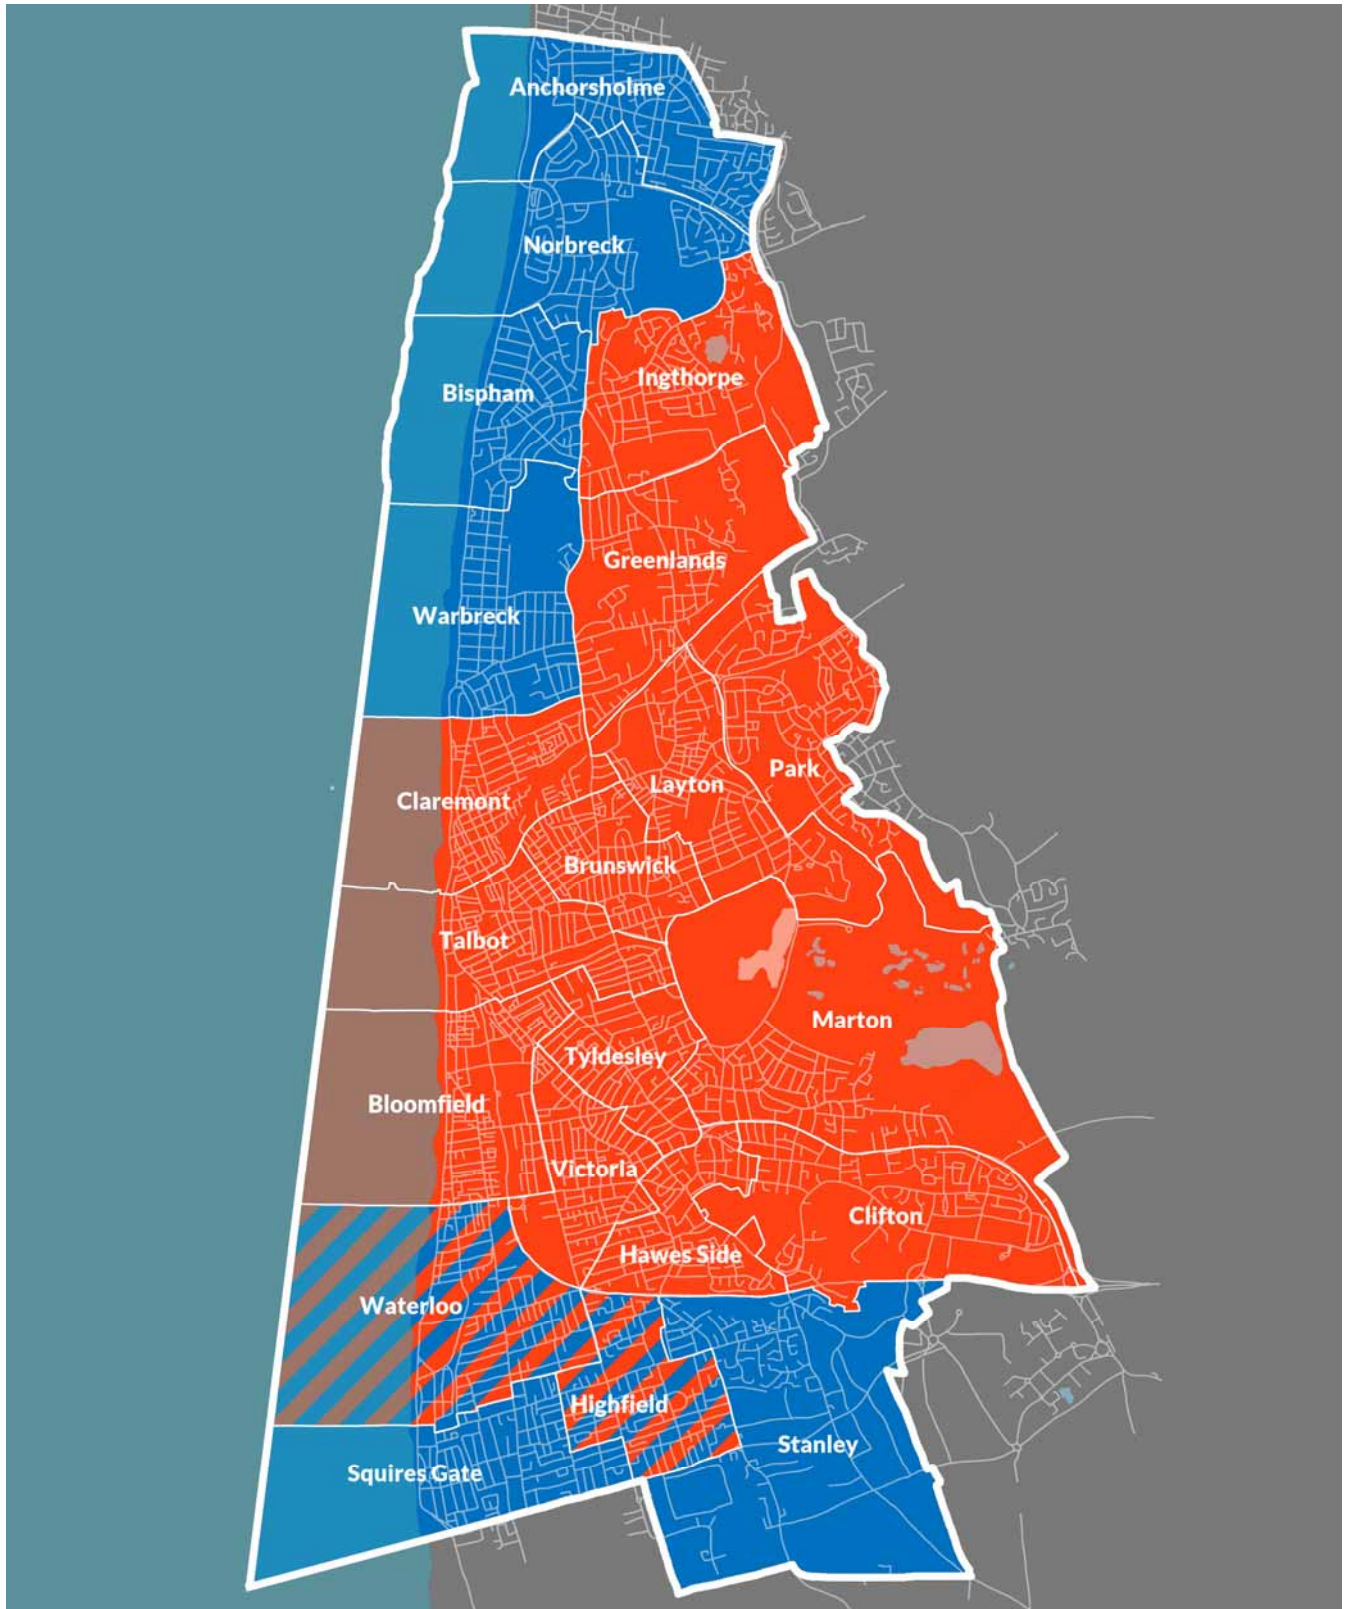 Anchorsholme
Norbreck
Ingthorpe
Bispham
Greenlands
Warbreck
Park
Layton
Claremont
Brunswick
Talbot
Marton
Tyldesley
Bloomfield
Victoria
Clifton
Hawes Side
Waterloo
Highfield
Stanley
Squires Gate